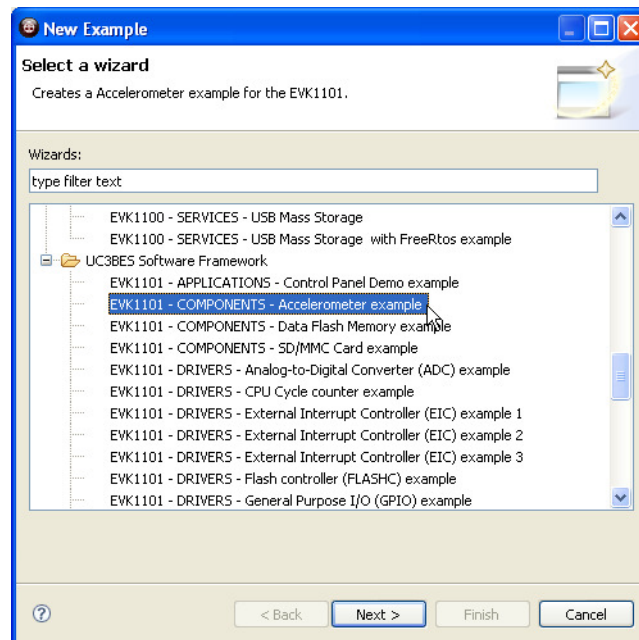 New Example
Select a wizard
Creates a Accelerometer example for the EVK1101.
Wizards:
type filter text
EVK1100 - SERVICES - USB Mass Storage
EVK1100 - SERVICES - USB Mass Storage with FreeRtos example
UC3BES Software Framework
EVK1101 - APPLICATIONS - Control Panel Demo example
EVK1101 - COMPONENTS - Accelerometer example
EVK1101 - COMPONENTS - Data Flash Memory example
EVK1101 - COMPONENTS - SD/MMC Card example
EVK1101 - DRIVERS - Analog-to-Digital Converter (ADC) example
EVK1101 - DRIVERS - CPU Cycle counter example
EVK1101 - DRIVERS - External Interrupt Controller (EIC) example 1
EVK1101 - DRIVERS - External Interrupt Controller (EIC) example 2
EVK1101 - DRIVERS - External Interrupt Controller (EIC) example 3
EVK1101 - DRIVERS - Flash controller (FLASHC) example
EVK1101 - DRIVERS - General Purpose I/O (GPIO) example
? < Back Next > Finish Cancel